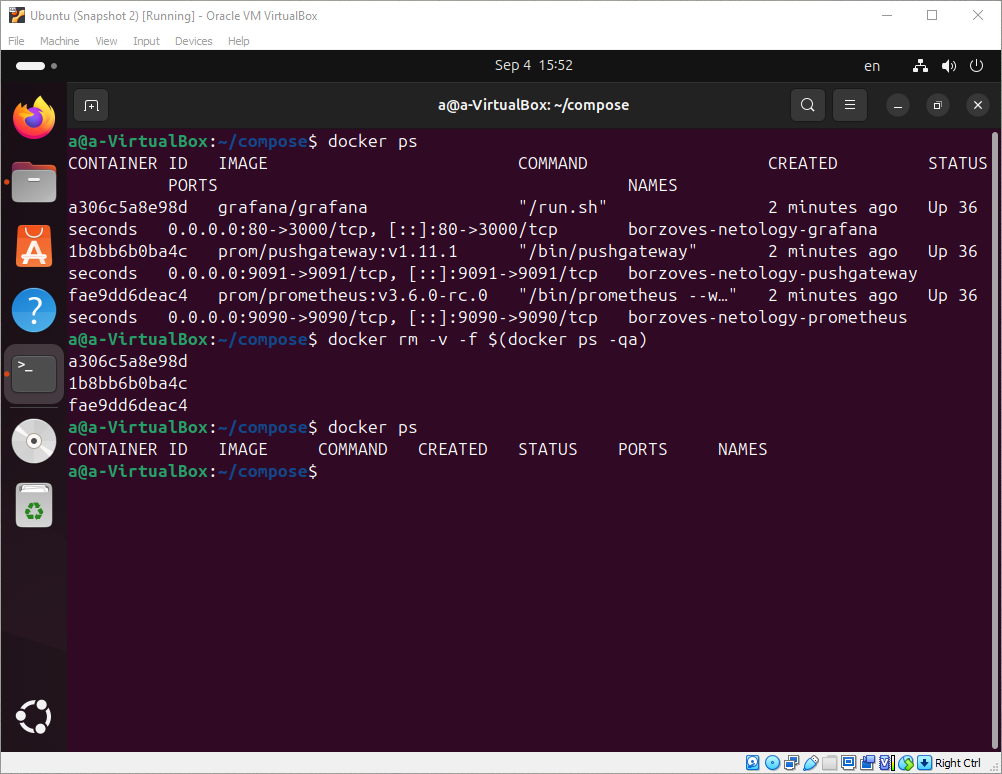 Ubuntu (Snapshot 2) [Running] - Oracle VM VirtualBox
File Machine View Input Devices Help
Sep 4 15:52
en
a@a-VirtualBox: ~/compose
a@a-VirtualBox:~/compose$ docker ps
CONTAINER ID   IMAGE                         COMMAND                  CREATED         STATUS
          PORTS                                         NAMES
a306c5a8e98d   grafana/grafana               "/run.sh"                2 minutes ago   Up 36
seconds   0.0.0.0:80->3000/tcp, [::]:80->3000/tcp       borzoves-netology-grafana
1b8bb6b0ba4c   prom/pushgateway:v1.11.1      "/bin/pushgateway"       2 minutes ago   Up 36
seconds   0.0.0.0:9091->9091/tcp, [::]:9091->9091/tcp   borzoves-netology-pushgateway
fae9dd6deac4   prom/prometheus:v3.6.0-rc.0   "/bin/prometheus --w…"   2 minutes ago   Up 36
seconds   0.0.0.0:9090->9090/tcp, [::]:9090->9090/tcp   borzoves-netology-prometheus
a@a-VirtualBox:~/compose$ docker rm -v -f $(docker ps -qa)
a306c5a8e98d
1b8bb6b0ba4c
fae9dd6deac4
a@a-VirtualBox:~/compose$ docker ps
CONTAINER ID   IMAGE     COMMAND   CREATED   STATUS    PORTS     NAMES
a@a-VirtualBox:~/compose$
Right Ctrl